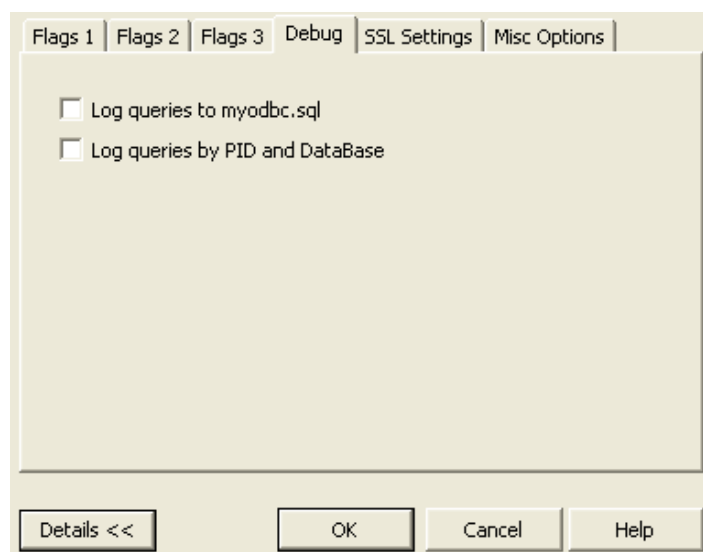 Flags 1 Flags 2 Flags 3 Debug SSL Settings Misc Options
Log queries to myodbc.sql
Log queries by PID and DataBase
Details << OK Cancel Help